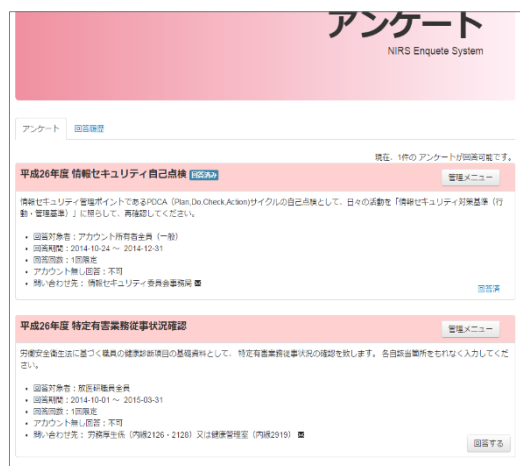 アンケート
NIRS Enquete System
アンケート 回答履歴
現在、1件の アンケートが回答可能です。
平成26年度 情報セキュリティ自己点検 回答済み 管理メニュー
情報セキュリティ管理ポイントであるPDCA（Plan,Do,Check,Action)サイクルの自己点検として、日々の活動を「情報セキュリティ対策基準（行
動・管理基準）」に照らして、再確認してください。
• 回答対象者：アカウント所有者全員（一般）
• 回答期間：2014-10-24 ～ 2014-12-31
• 回答回数：1回限定
• アカウント無し回答：不可
• 問い合わせ先： 情報セキュリティ委員会事務局
回答済
平成26年度 特定有害業務従事状況確認 管理メニュー
労働安全衛生法に基づく職員の健康診断項目の基礎資料として、 特定有害業務従事状況の確認を致します。 各自該当箇所をもれなく入力してくだ
さい。
• 回答対象者：放医研職員全員
• 回答期間：2014-10-01 ～ 2015-03-31
• 回答回数：1回限定
• アカウント無し回答：不可
• 問い合わせ先： 労務厚生係（内線2126・2128）又は健康管理室（内線2919）
回答する